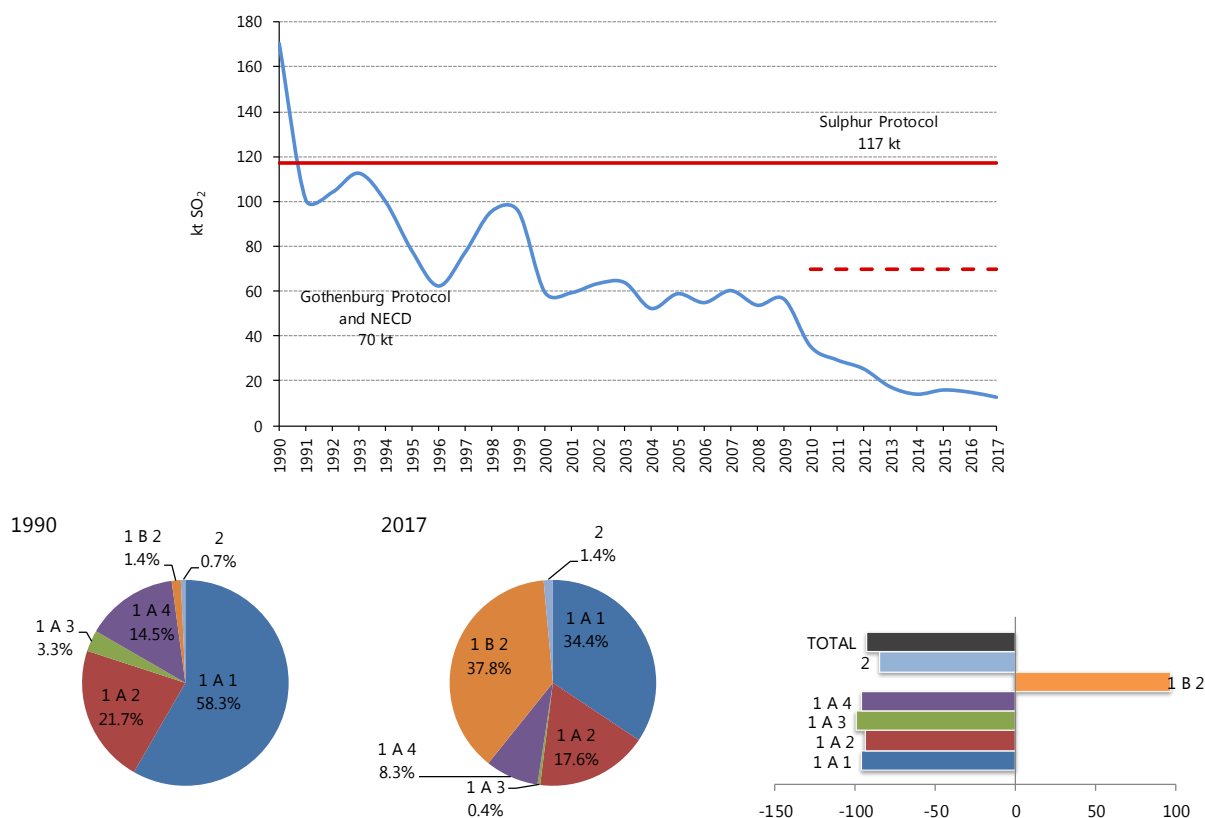 180
160
140
120
100
80
60
40
20
0
kt SO₂
Sulphur Protocol
117 kt
Gothenburg Protocol
and NECD
70 kt
1990
1991
1992
1993
1994
1995
1996
1997
1998
1999
2000
2001
2002
2003
2004
2005
2006
2007
2008
2009
2010
2011
2012
2013
2014
2015
2016
2017
1990
1 B 2
1.4%
2
0.7%
1 A 4
14.5%
1 A 3
3.3%
1 A 2
21.7%
1 A 1
58.3%
2017
2
1.4%
1 A 1
34.4%
1 B 2
37.8%
1 A 2
17.6%
1 A 4
8.3%
1 A 3
0.4%
TOTAL
2
1 B 2
1 A 4
1 A 3
1 A 2
1 A 1
-150
-100
-50
0
50
100